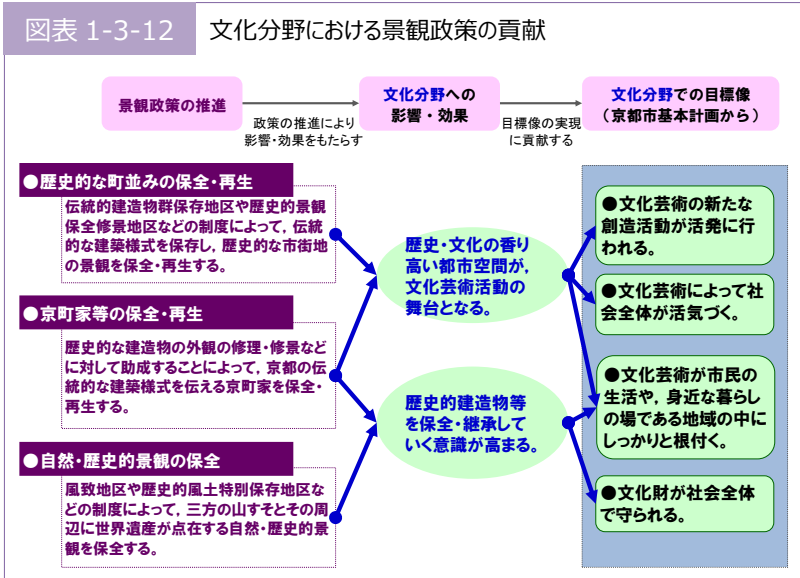 図表 1-3-12 文化分野における景観政策の貢献
景観政策の推進
政策の推進により
影響・効果をもたらす
文化分野への
影響・効果
目標像の実現
に貢献する
文化分野での目標像
(京都市基本計画から)
●歴史的な町並みの保全・再生
伝統的建造物群保存地区や歴史的景観
保全修景地区などの制度によって,伝統
的な建築様式を保存し,歴史的な市街地
の景観を保全・再生する。
●京町家等の保全・再生
歴史的な建造物の外観の修理・修景など
に対して助成することによって,京都の伝
統的な建築様式を伝える京町家を保全・
再生する。
●自然・歴史的景観の保全
風致地区や歴史的風土特別保存地区な
どの制度によって,三方の山すそとその周
辺に世界遺産が点在する自然・歴史的景
観を保全する。
歴史・文化の香り
高い都市空間が,
文化芸術活動の
舞台となる。
歴史的建造物等
を保全・継承して
いく意識が高まる。
●文化芸術の新たな
創造活動が活発に行
われる。
●文化芸術によって社
会全体が活気づく。
●文化芸術が市民の
生活や,身近な暮らし
の場である地域の中に
しっかりと根付く。
●文化財が社会全体
で守られる。